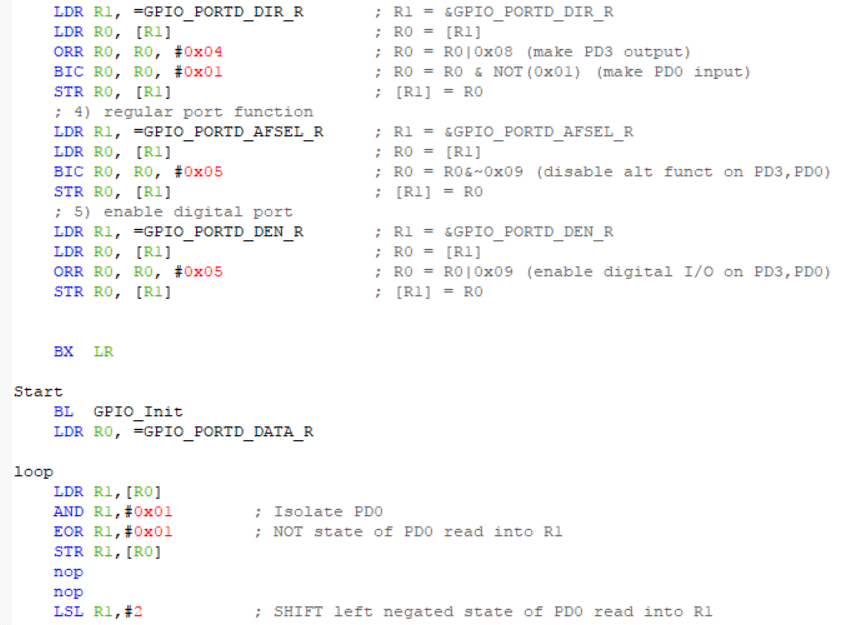 LDR R1, =GPIO_PORTD_DIR_R ; R1 = &GPIO_PORTD_DIR_R
LDR R0, [R1] ; R0 = [R1]
ORR R0, R0, #0x04 ; R0 = R0|0x08 (make PD3 output)
BIC R0, R0, #0x01 ; R0 = R0 & NOT(0x01) (make PD0 input)
STR R0, [R1] ; [R1] = R0
; 4) regular port function
LDR R1, =GPIO_PORTD_AFSEL_R ; R1 = &GPIO_PORTD_AFSEL_R
LDR R0, [R1] ; R0 = [R1]
BIC R0, R0, #0x05 ; R0 = R0&~0x09 (disable alt funct on PD3,PD0)
STR R0, [R1] ; [R1] = R0
; 5) enable digital port
LDR R1, =GPIO_PORTD_DEN_R ; R1 = &GPIO_PORTD_DEN_R
LDR R0, [R1] ; R0 = [R1]
ORR R0, R0, #0x05 ; R0 = R0|0x09 (enable digital I/O on PD3,PD0)
STR R0, [R1] ; [R1] = R0
BX LR
Start
BL GPIO_Init
LDR R0, =GPIO_PORTD_DATA_R
loop
LDR R1,[R0]
AND R1,#0x01 ; Isolate PD0
EOR R1,#0x01 ; NOT state of PD0 read into R1
STR R1,[R0]
nop
nop
LSL R1,#2 ; SHIFT left negated state of PD0 read into R1